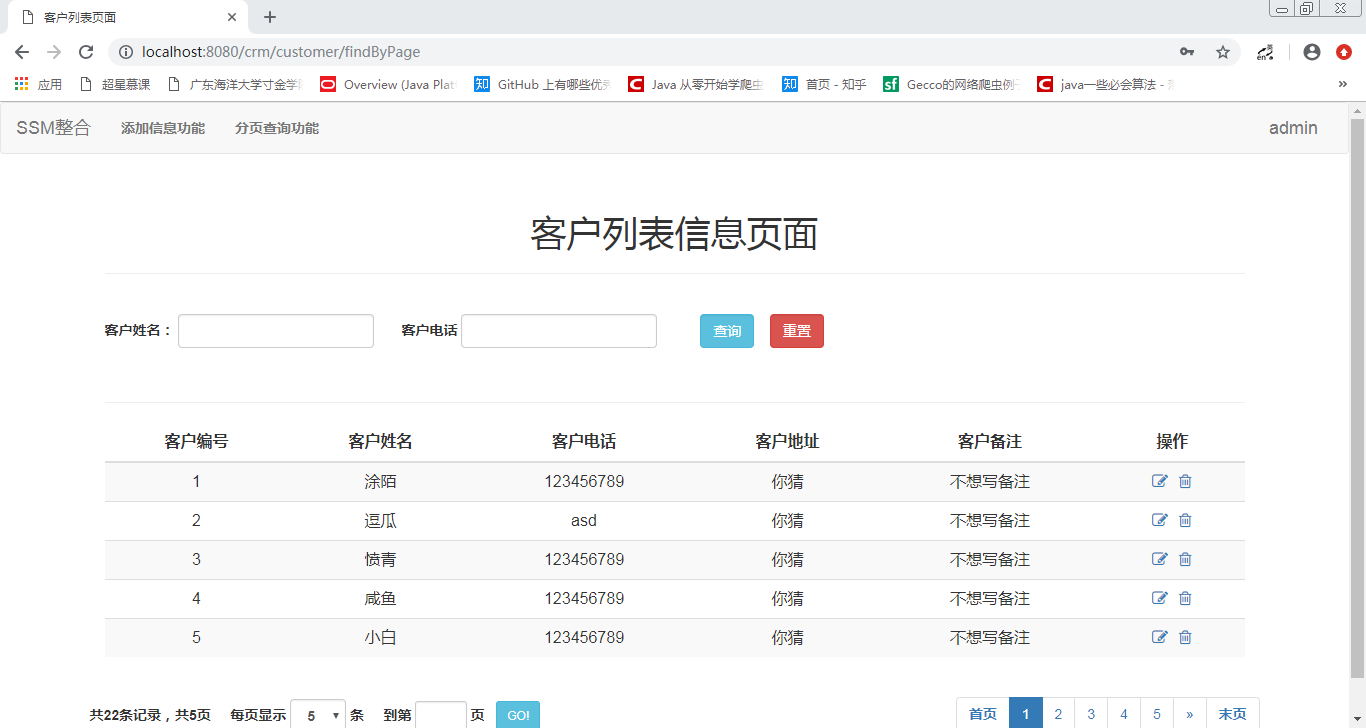 客户列表页面
localhost:8080/crm/customer/findByPage
应用 超星慕课 广东海洋大学寸金学 Overview (Java Plat GitHub 上有哪些优秀 Java 从零开始学爬虫 首页 - 知乎 Gecco的网络爬虫例 java一些必会算法 - »
SSM整合 添加信息功能 分页查询功能 admin
客户列表信息页面
客户姓名： 客户电话 查询 重置
客户编号 客户姓名 客户电话 客户地址 客户备注 操作
1 涂陌 123456789 你猜 不想写备注
2 逗瓜 asd 你猜 不想写备注
3 愤青 123456789 你猜 不想写备注
4 咸鱼 123456789 你猜 不想写备注
5 小白 123456789 你猜 不想写备注
共22条记录，共5页 每页显示 5 条 到第 页 GO! 首页 1 2 3 4 5 » 末页